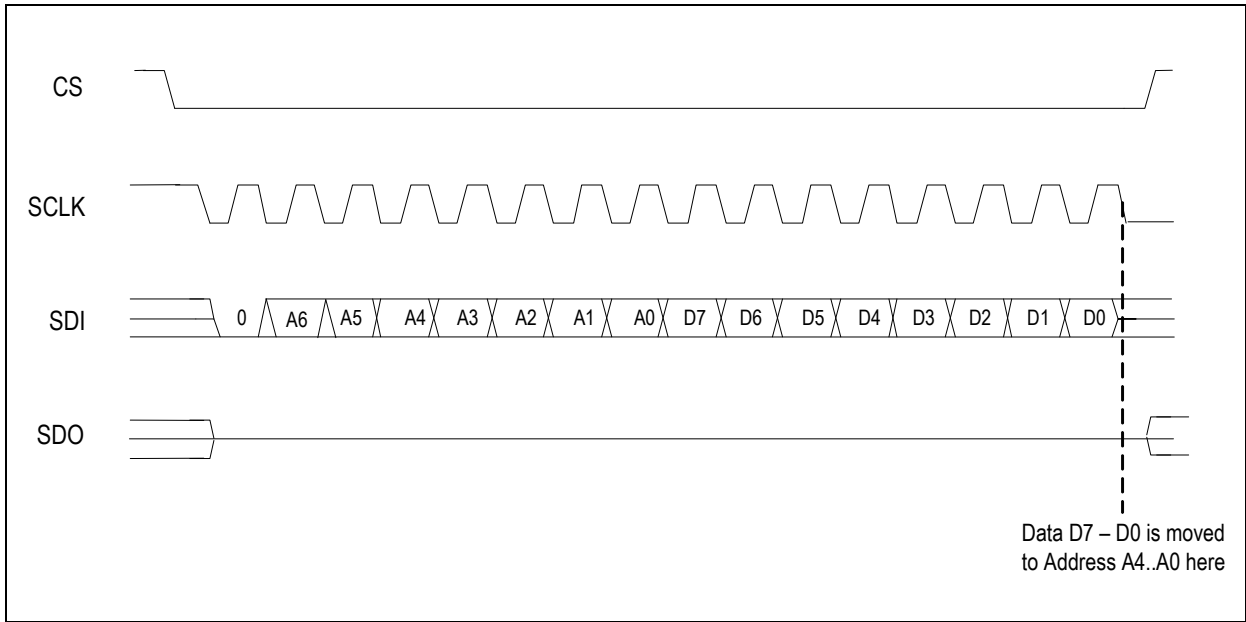 CS
SCLK
SDI 0 A6 A5 A4 A3 A2 A1 A0 D7 D6 D5 D4 D3 D2 D1 D0
SDO
Data D7 – D0 is moved
to Address A4..A0 here